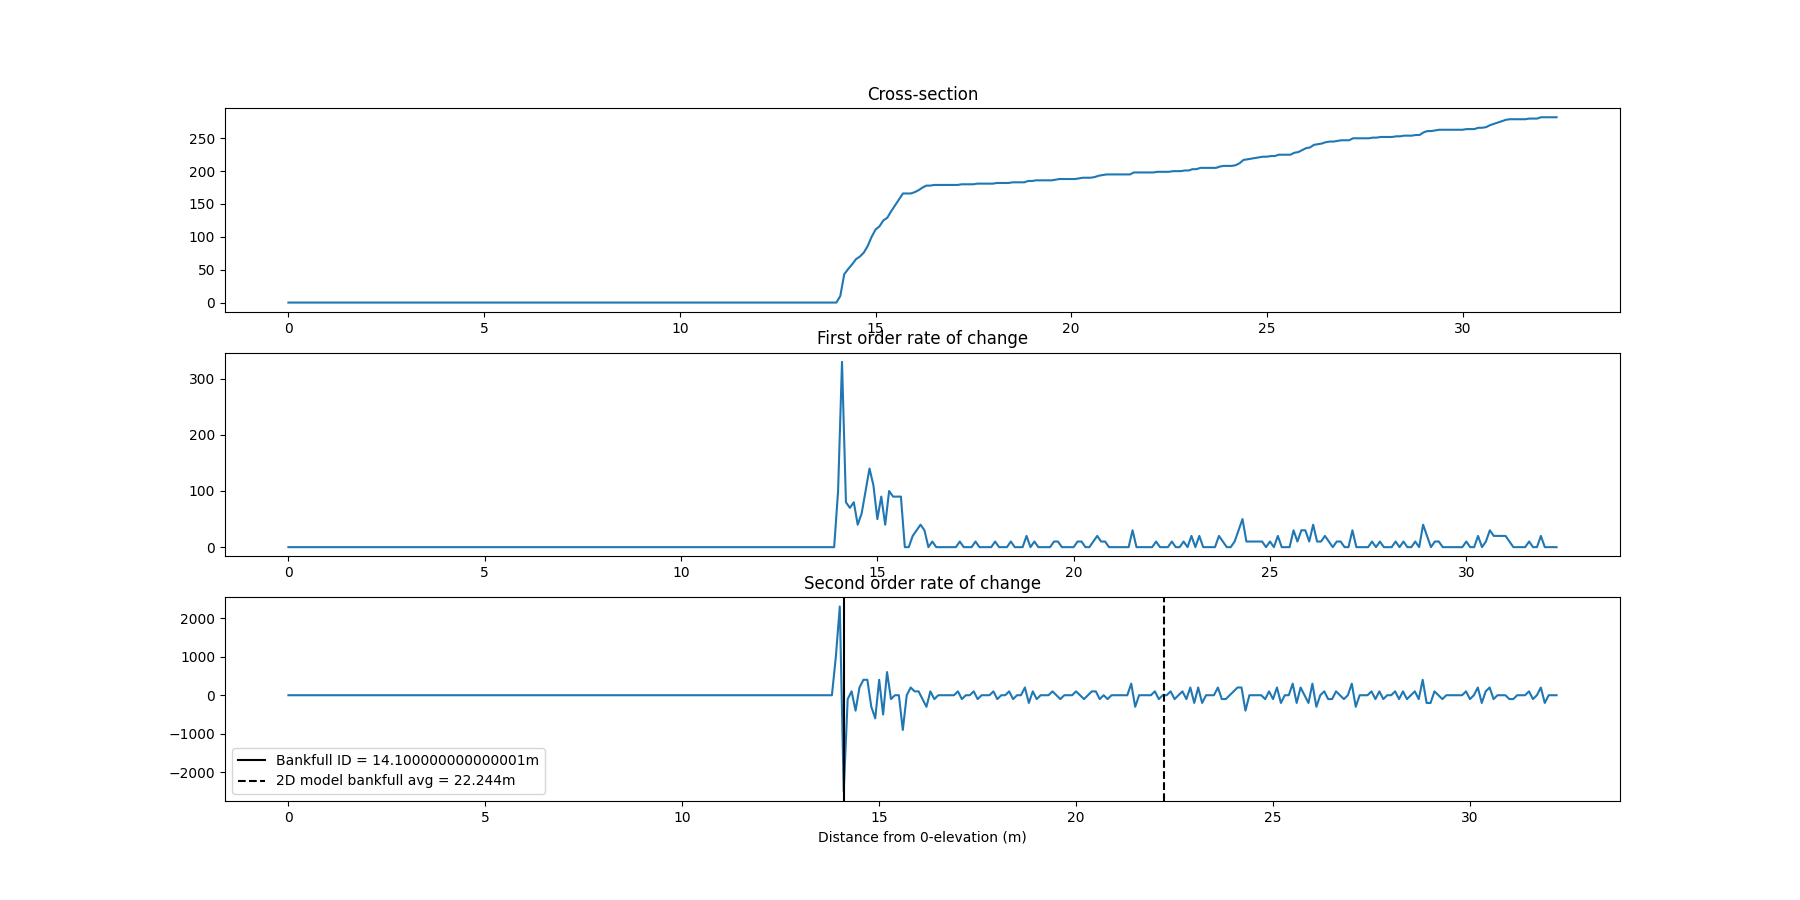 Cross-section
250
200
150
100
50
0
0 5 10 15 20 25 30
First order rate of change
300
200
100
0
0 5 10 15 20 25 30
Second order rate of change
2000
1000
0
−1000
−2000
Bankfull ID = 14.100000000000001m
2D model bankfull avg = 22.244m
0 5 10 15 20 25 30
Distance from 0-elevation (m)